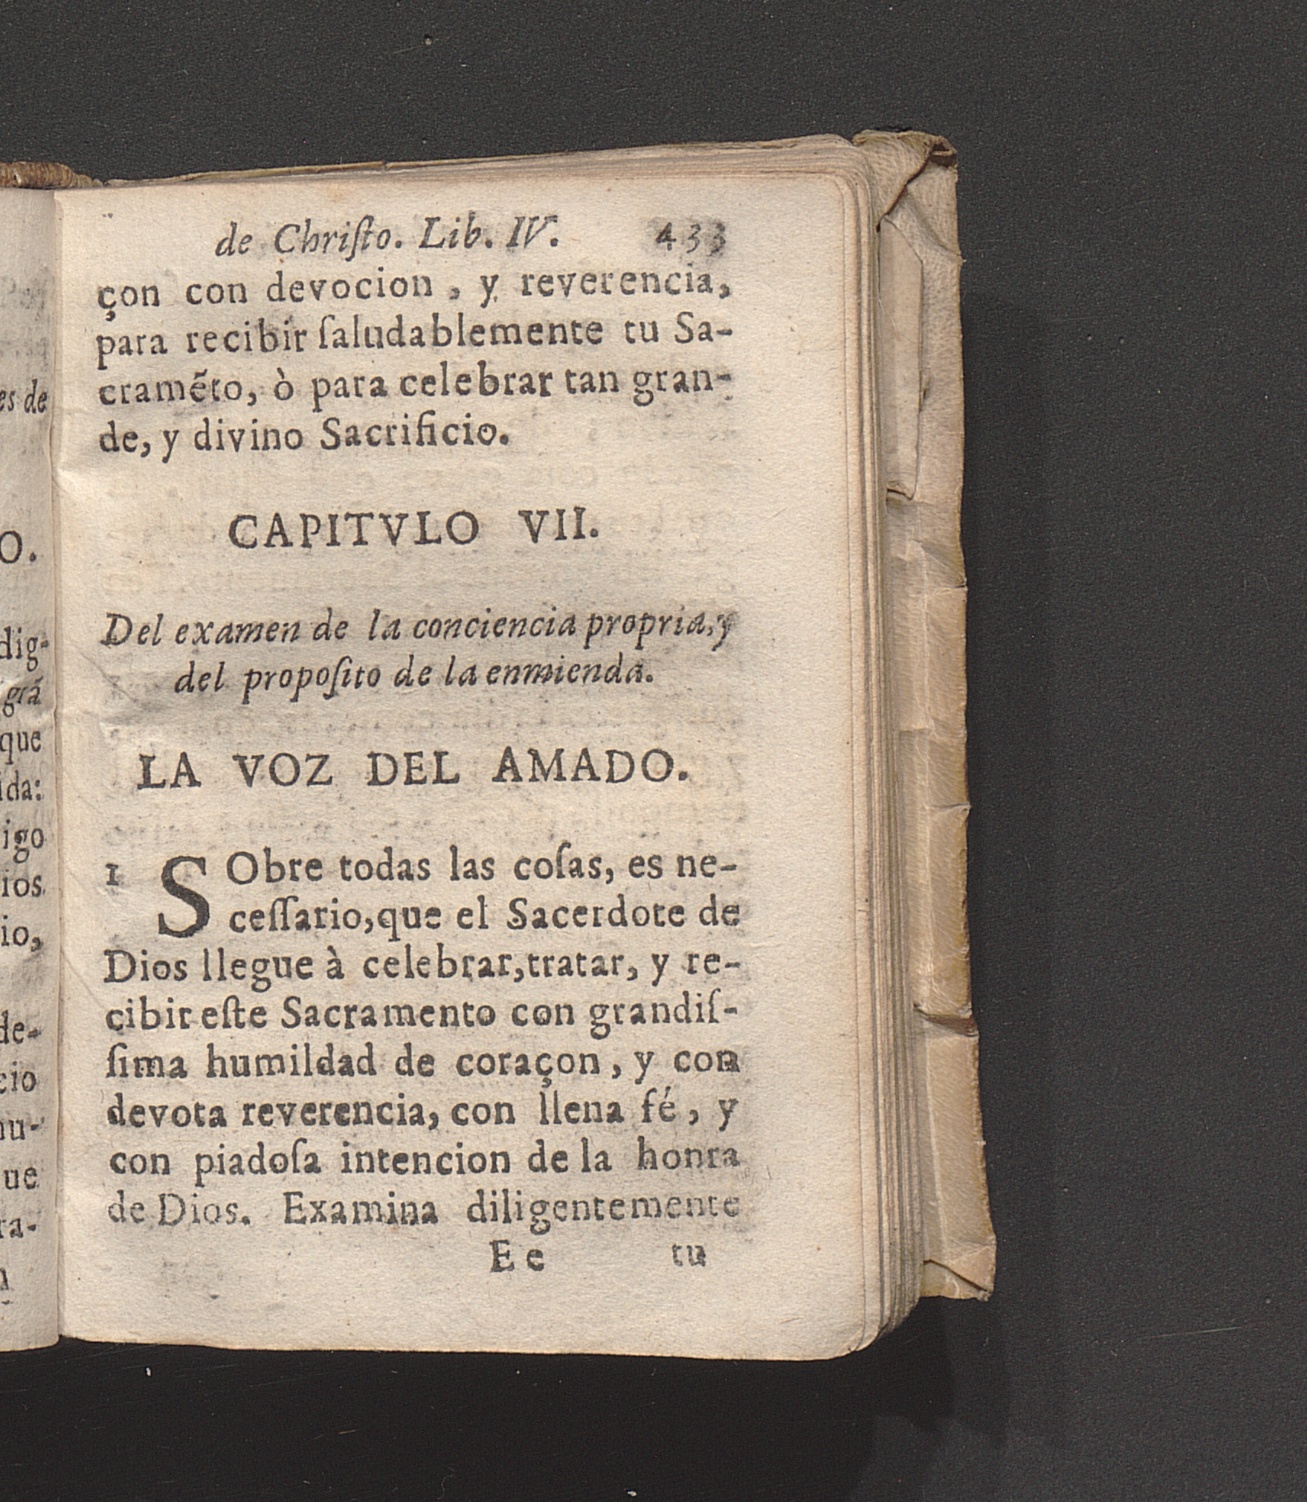 de Chriſto. Lib. IV. 433
çon con devocion, y reverencia,
para recibir ſaludablemente tu Sa-
cramẽto, ò para celebrar tan gran-
de, y divino Sacrificio.
CAPITVLO VII.
Del examen de la conciencia propria, y
del propoſito de la enmienda.
LA VOZ DEL AMADO.
1 SObre todas las coſas, es ne-
ceſſario, que el Sacerdote de
Dios llegue à celebrar, tratar, y re-
cibir eſte Sacramento con grandiſ-
ſima humildad de coraçon, y con
devota reverencia, con llena fé, y
con piadoſa intencion de la honra
de Dios. Examina diligentemente
Ee tu